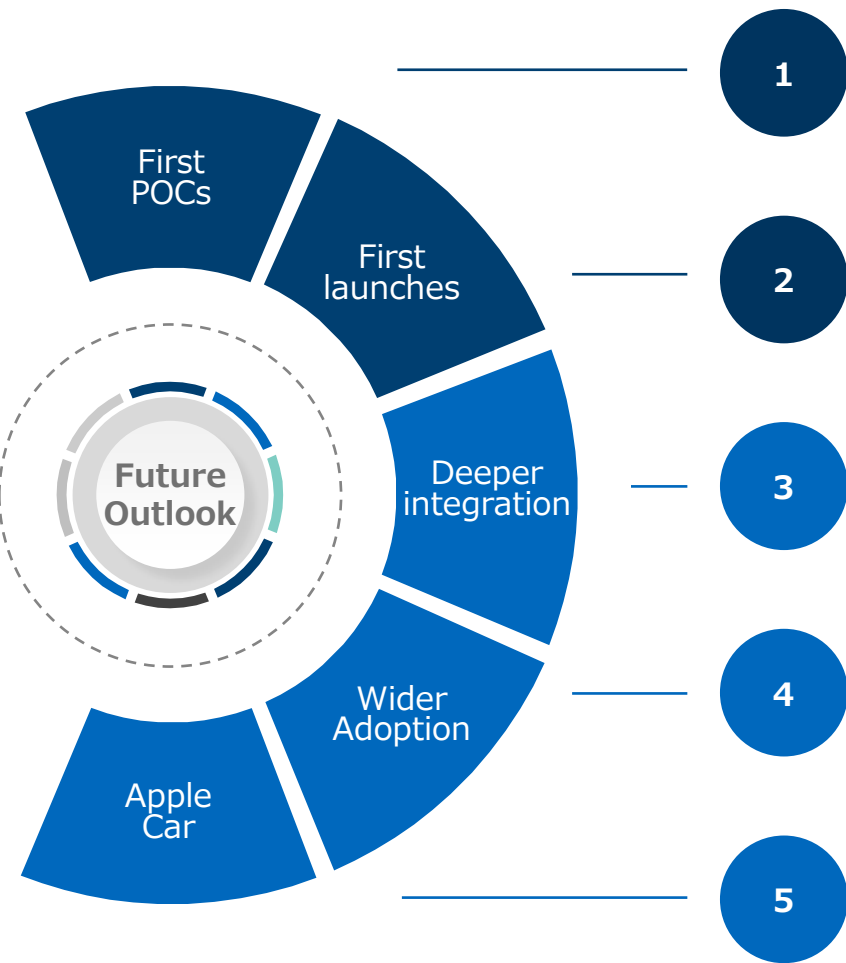 First
POCs
1
First
launches
2
Future
Outlook
Deeper
integration
3
Wider
Adoption
4
Apple
Car
5